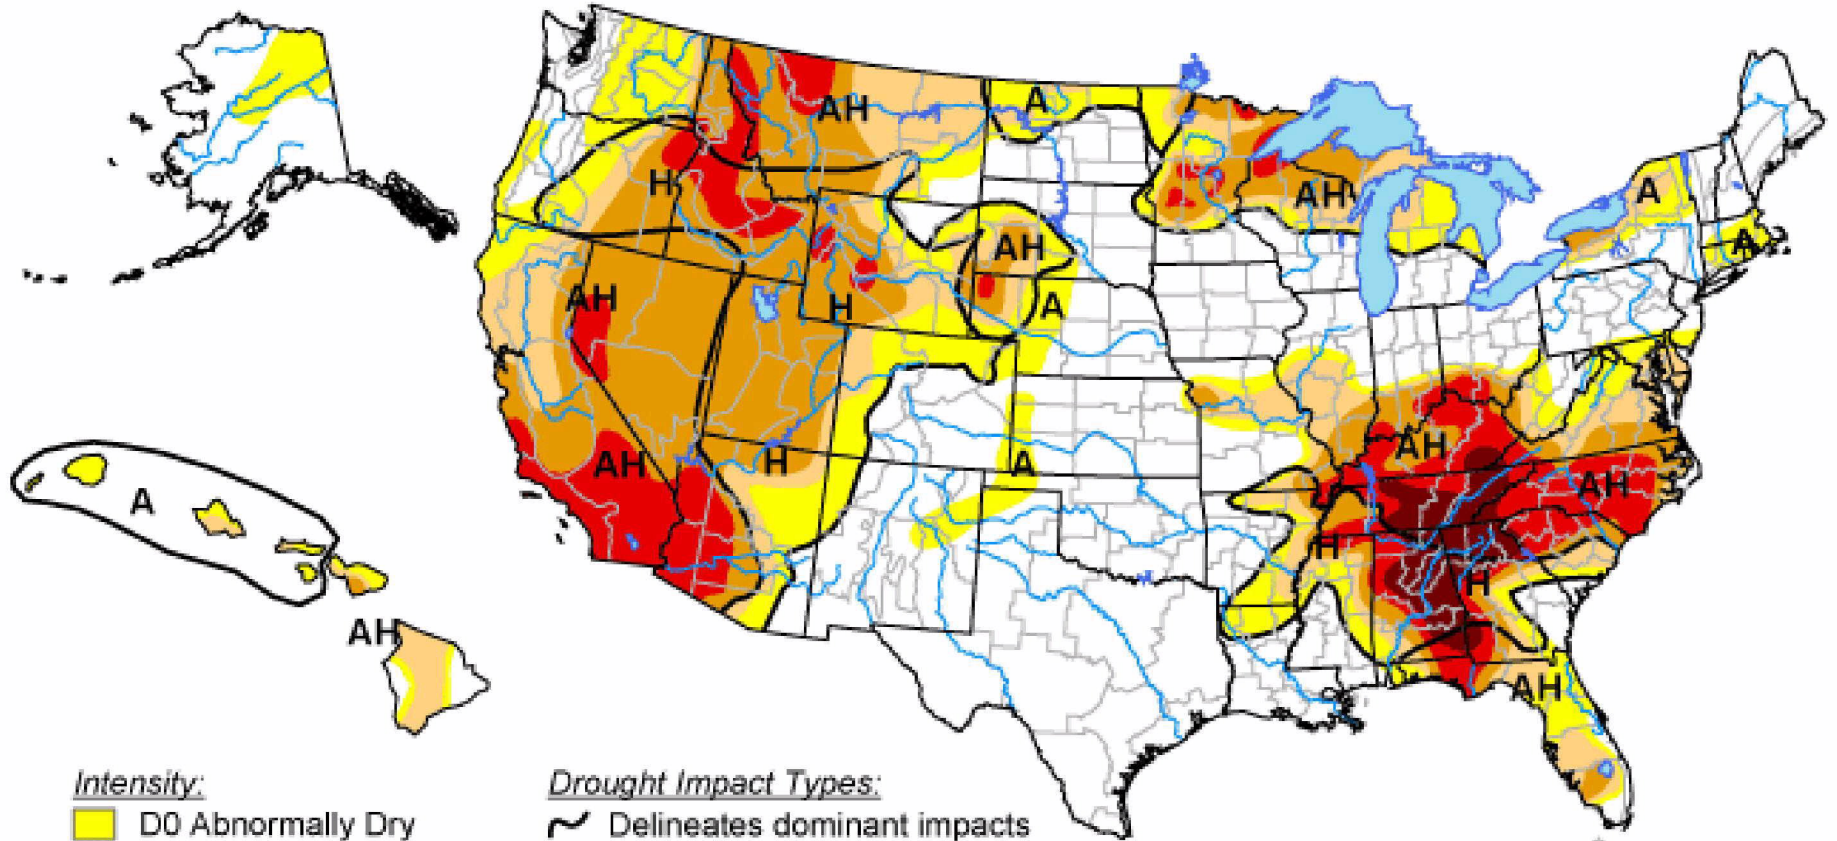 AH
A
H
AH
A
A
AH
A
AH
H
A
AH
AH
H
A
AH
A
H
H
AH
AH
Intensity:
D0 Abnormally Dry
Drought Impact Types:
Delineates dominant impacts